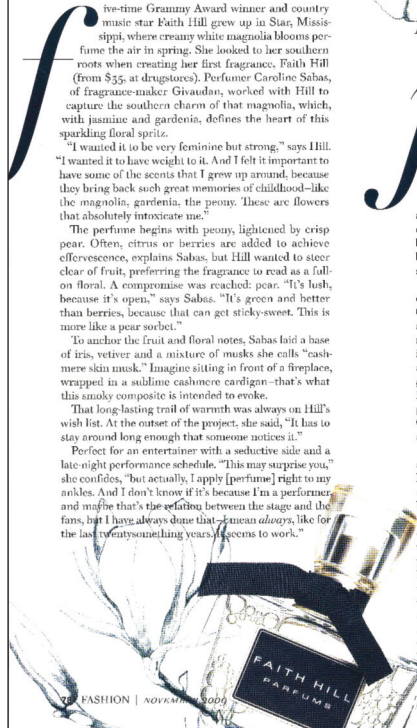 five-time Grammy Award winner and country
music star Faith Hill grew up in Star, Missis-
sippi, where creamy white magnolia blooms per-
fume the air in spring. She looked to her southern
roots when creating her first fragrance, Faith Hill
(from $35, at drugstores). Perfumer Caroline Sabas,
of fragrance-maker Givaudan, worked with Hill to
capture the southern charm of that magnolia, which,
with jasmine and gardenia, defines the heart of this
sparkling floral spritz.
"I wanted it to be very feminine but strong," says Hill.
"I wanted it to have weight to it. And I felt it important to
have some of the scents that I grew up around, because
they bring back such great memories of childhood–like
the magnolia, gardenia, the peony. These are flowers
that absolutely intoxicate me."
The perfume begins with peony, lightened by crisp
pear. Often, citrus or berries are added to achieve
effervescence, explains Sabas, but Hill wanted to steer
clear of fruit, preferring the fragrance to read as a full-
on floral. A compromise was reached: pear. "It's lush,
because it's open," says Sabas. "It's green and better
than berries, because that can get sticky-sweet. This is
more like a pear sorbet."
To anchor the fruit and floral notes, Sabas laid a base
of iris, vetiver and a mixture of musks she calls "cash-
mere skin musk." Imagine sitting in front of a fireplace,
wrapped in a sublime cashmere cardigan–that's what
this smoky composite is intended to evoke.
That long-lasting trail of warmth was always on Hill's
wish list. At the outset of the project, she said, "It has to
stay around long enough that someone notices it."
Perfect for an entertainer with a seductive side and a
late-night performance schedule. "This may surprise you,"
she confides, "but actually, I apply [perfume] right to my
ankles. And I don't know if it's because I'm a performer,
and maybe that's the relation between the stage and the
fans, but I have always done that–I mean always, like for
the last twentysomething years. It seems to work."
FAITH HILL
PARFUMS
FASHION | NOVEMBER 2009